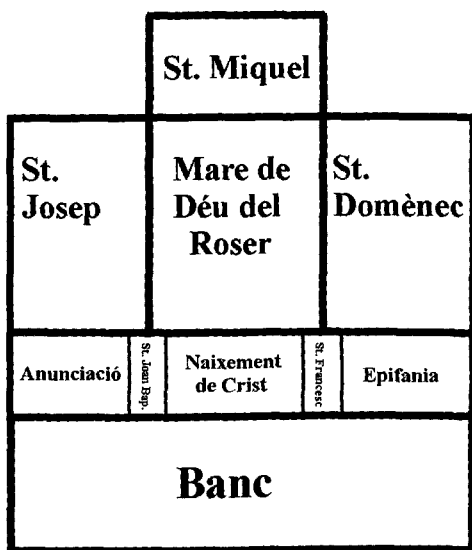 St. Miquel
St.
Josep
Mare de
Déu del
Roser
St.
Domènec
Anunciació
St. Joan Bap.
Naixement
de Crist
St. Francesc
Epifania
Banc